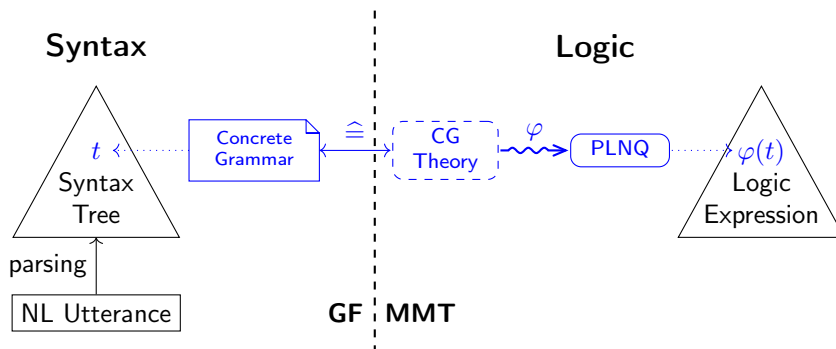 Syntax
Logic
t
Syntax
Tree
Concrete
Grammar
≙
CG
Theory
φ
PLNQ
φ(t)
Logic
Expression
parsing
NL Utterance
GF
MMT